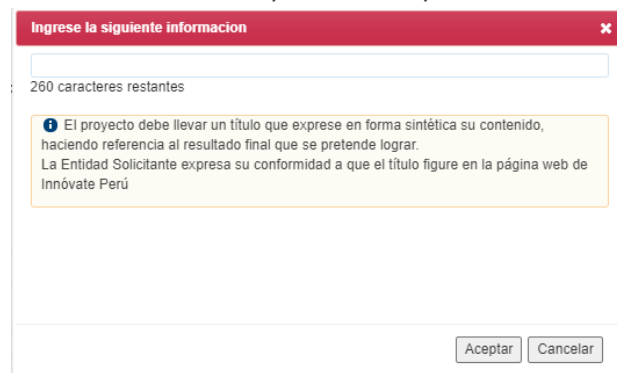 Ingrese la siguiente informacion ×
260 caracteres restantes
El proyecto debe llevar un título que exprese en forma sintética su contenido,
haciendo referencia al resultado final que se pretende lograr.
La Entidad Solicitante expresa su conformidad a que el título figure en la página web de
Innóvate Perú
Aceptar Cancelar